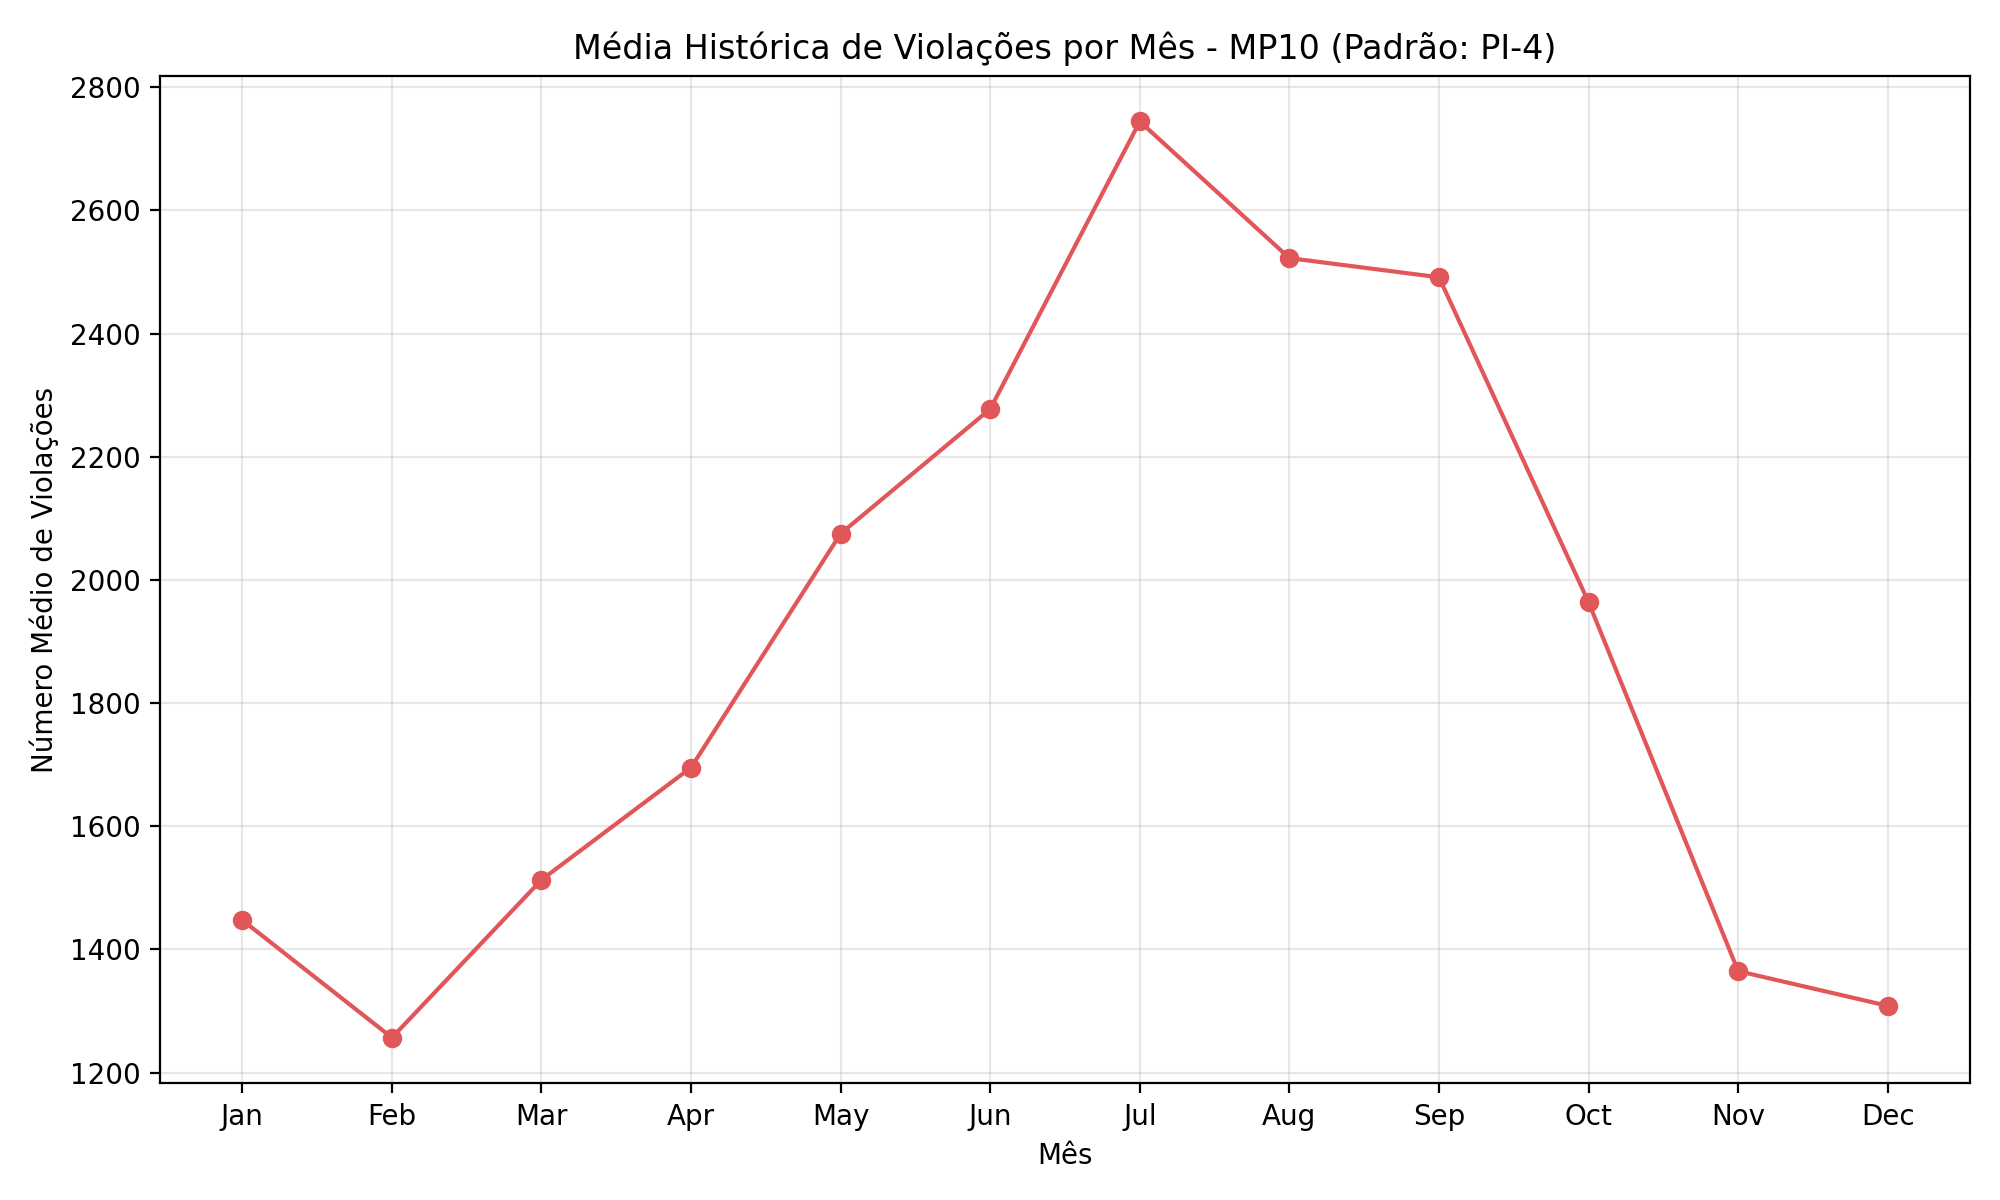 Média Histórica de Violações por Mês - MP10 (Padrão: PI-4)
Número Médio de Violações
2800
2600
2400
2200
2000
1800
1600
1400
1200
Jan Feb Mar Apr May Jun Jul Aug Sep Oct Nov Dec
Mês